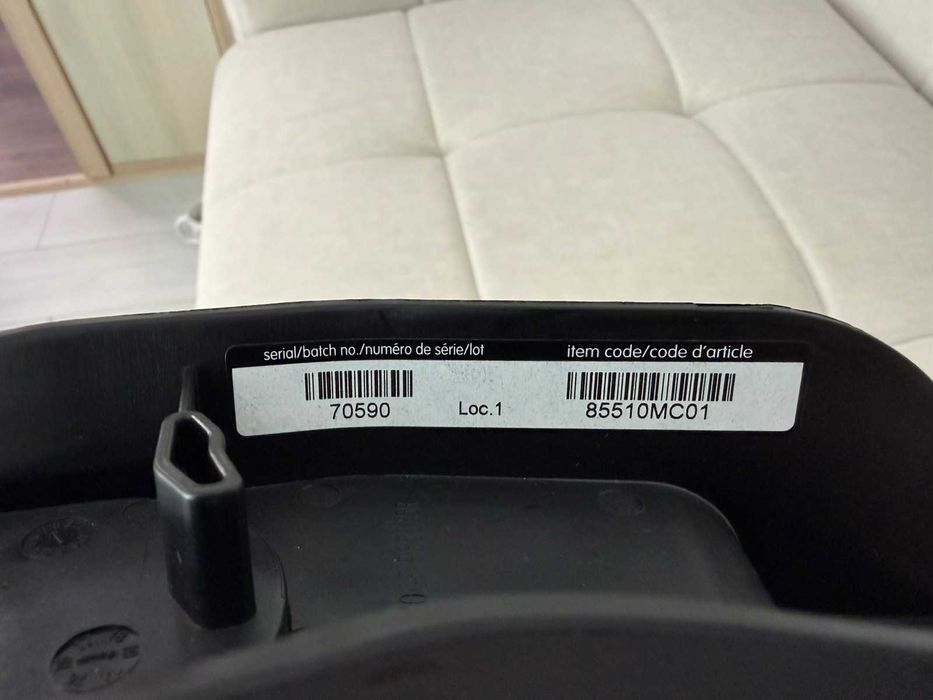 serial/batch no./numéro de série/lot
item code/code d'article
70590
Loc.1
85510MC01